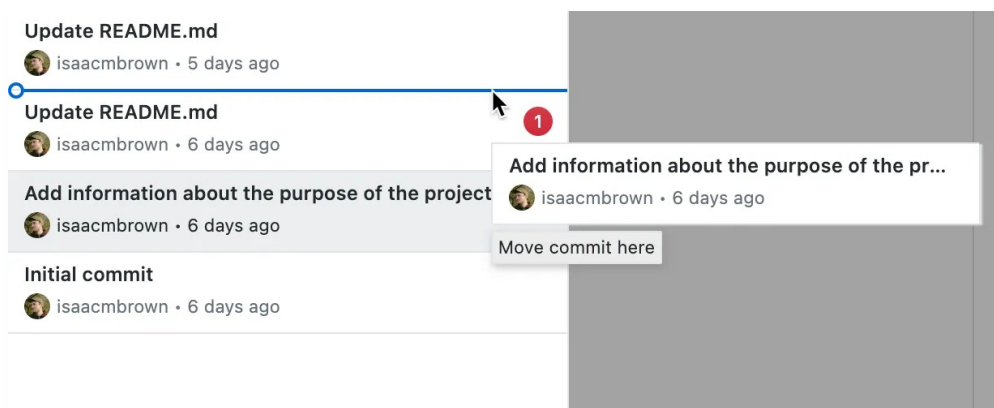 Update README.md
isaacmbrown • 5 days ago
Update README.md
isaacmbrown • 6 days ago
Add information about the purpose of the project
isaacmbrown • 6 days ago
Initial commit
isaacmbrown • 6 days ago
1
Add information about the purpose of the pr...
isaacmbrown • 6 days ago
Move commit here